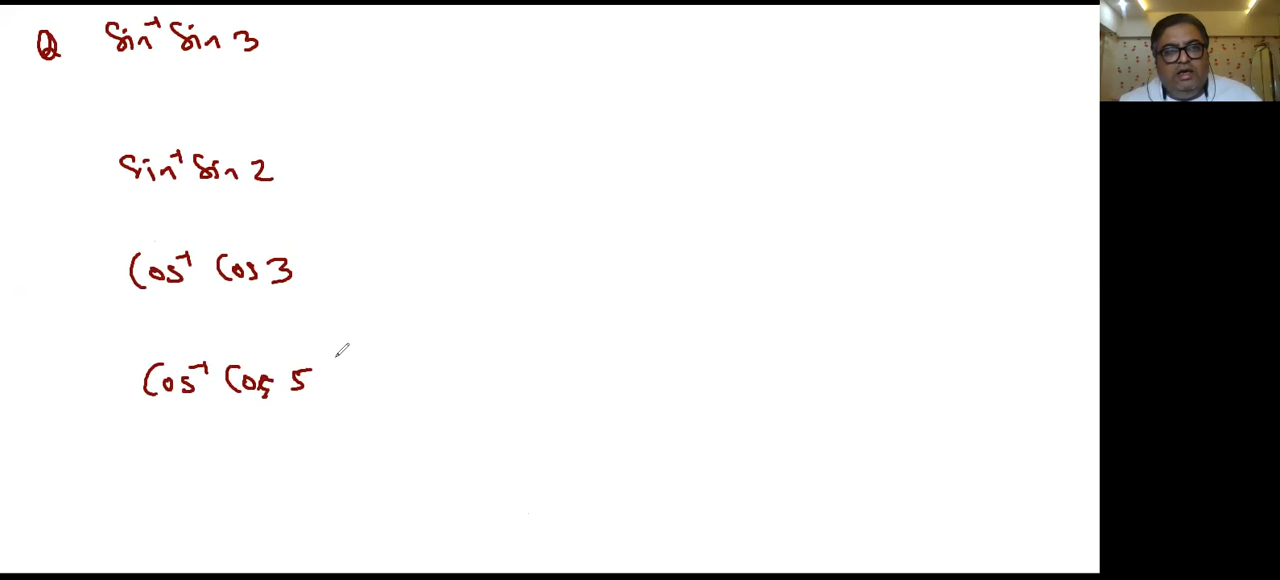 Q Sin⁻¹ Sin 3
Sin⁻¹ Sin 2
Cos⁻¹ Cos 3
Cos⁻¹ Cos 5